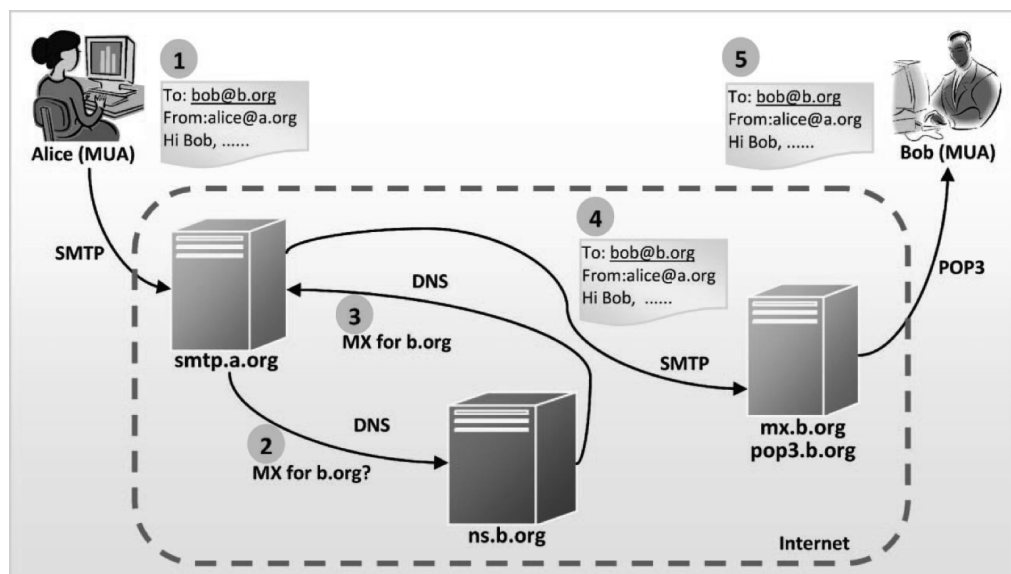 1
To: bob@b.org
From:alice@a.org
Hi Bob, ......
Alice (MUA)
5
To: bob@b.org
From:alice@a.org
Hi Bob, ......
Bob (MUA)
SMTP
4
To: bob@b.org
From:alice@a.org
Hi Bob,  ......
POP3
DNS
3
MX for b.org
smtp.a.org
SMTP
DNS
2
MX for b.org?
mx.b.org
pop3.b.org
ns.b.org
Internet